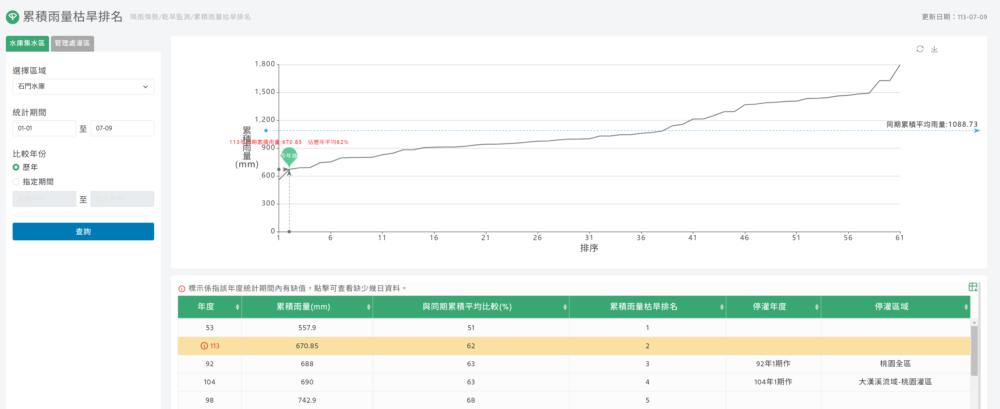 累積雨量枯旱排名
降雨情勢/乾旱監測/累積雨量枯旱排名
更新日期：113-07-09
水庫集水區
管理處灌區
選擇區域
石門水庫
統計期間
01-01 至 07-09
比較年份
歷年
指定期間
起始年份 至 迄止年份
查詢
1,800
1,500
1,200
900
600
300
0
累積雨量(mm)
同期累積平均雨量:1088.73
113年同期累積雨量:670.85 佔歷年平均62%
今年度
1 6 11 16 21 26 31 36 41 46 51 56 61
排序
標示係指該年度統計期間內有缺值，點擊可查看缺少幾日資料。
年度 累積雨量(mm) 與同期累積平均比較(%) 累積雨量枯旱排名 停灌年度 停灌區域
53 557.9 51 1
113 670.85 62 2
92 688 63 3 92年1期作 桃園全區
104 690 63 4 104年1期作 大漢溪流域-桃園灌區
98 742.9 68 5